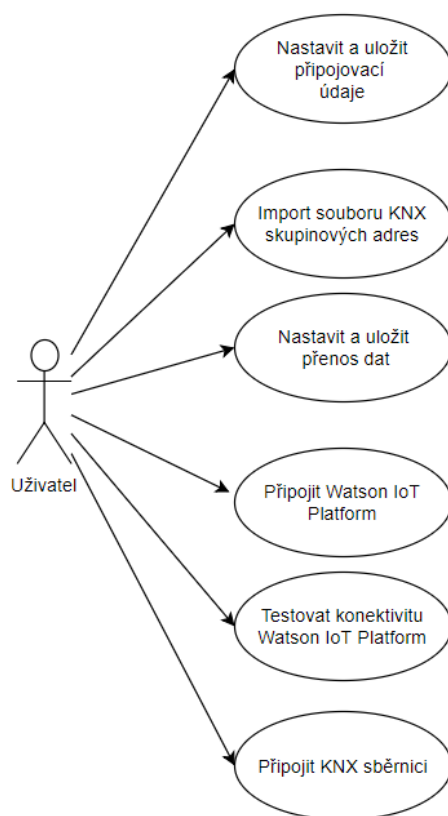 Nastavit a uložit
připojovací
údaje
Import souboru KNX
skupinových adres
Nastavit a uložit
přenos dat
Uživatel
Připojit Watson IoT
Platform
Testovat konektivitu
Watson IoT Platform
Připojit KNX sběrnici